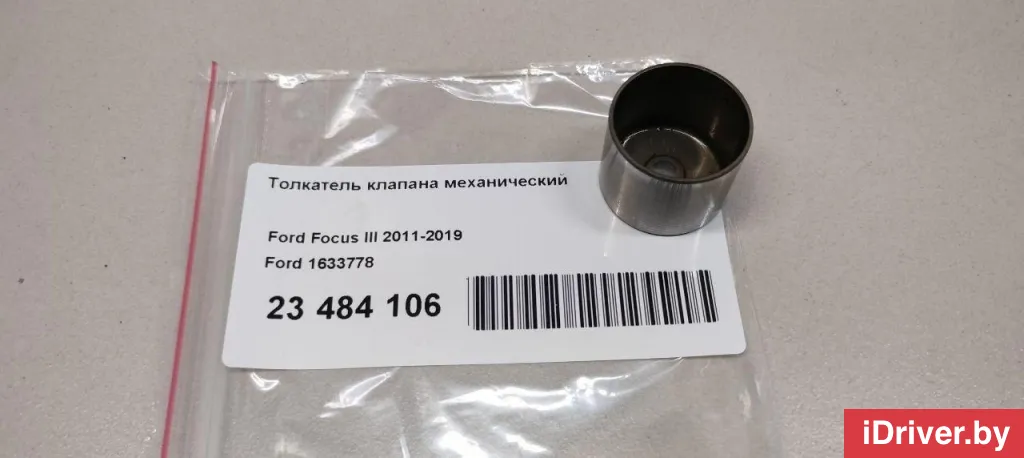 Толкатель клапана механический
Ford Focus III 2011-2019
Ford 1633778
23 484 106
iDriver.by